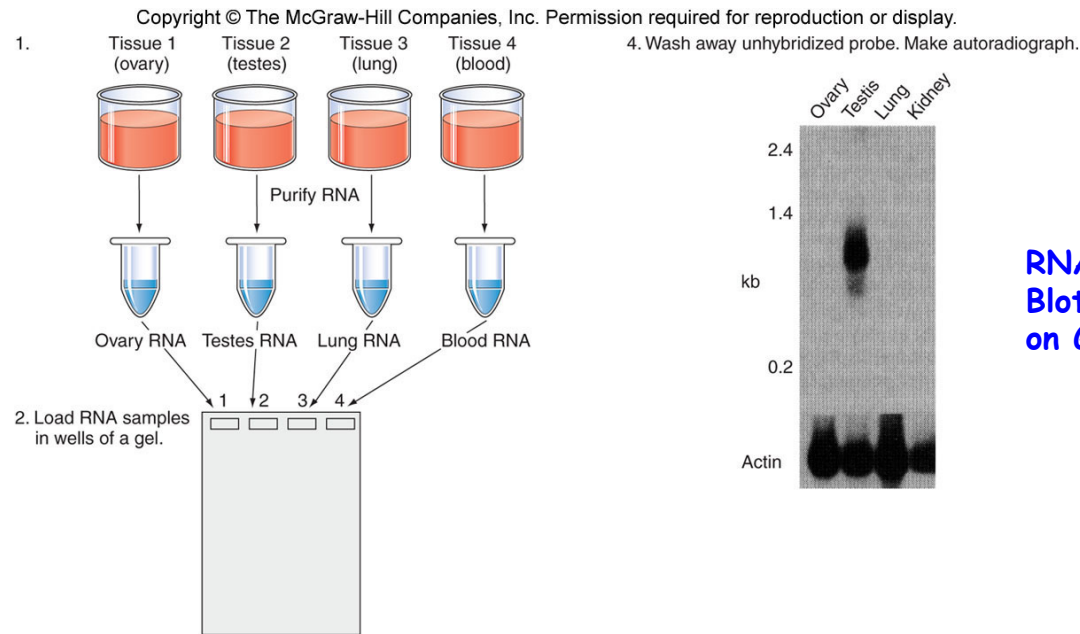 Copyright © The McGraw-Hill Companies, Inc. Permission required for reproduction or display.
1.
Tissue 1
(ovary)
Tissue 2
(testes)
Tissue 3
(lung)
Tissue 4
(blood)
Purify RNA
Ovary RNA
Testes RNA
Lung RNA
Blood RNA
2. Load RNA samples
in wells of a gel.
1 2 3 4
4. Wash away unhybridized probe. Make autoradiograph.
Ovary
Testis
Lung
Kidney
2.4
1.4
kb
0.2
Actin
RNA
Blot
on